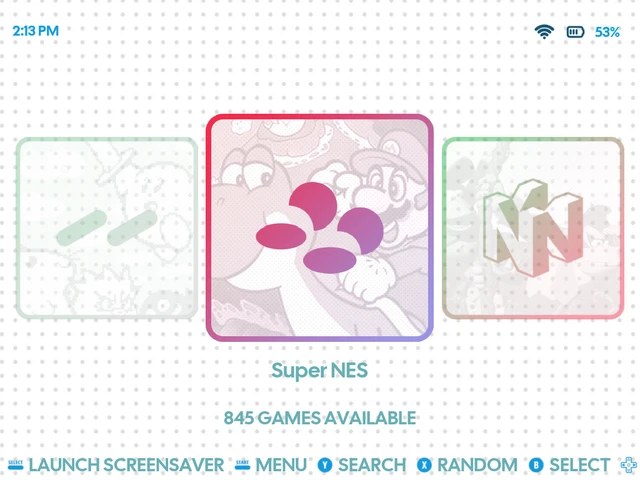 2:13 PM 53%
Super NES
845 GAMES AVAILABLE
SELECT LAUNCH SCREENSAVER START MENU Y SEARCH X RANDOM B SELECT